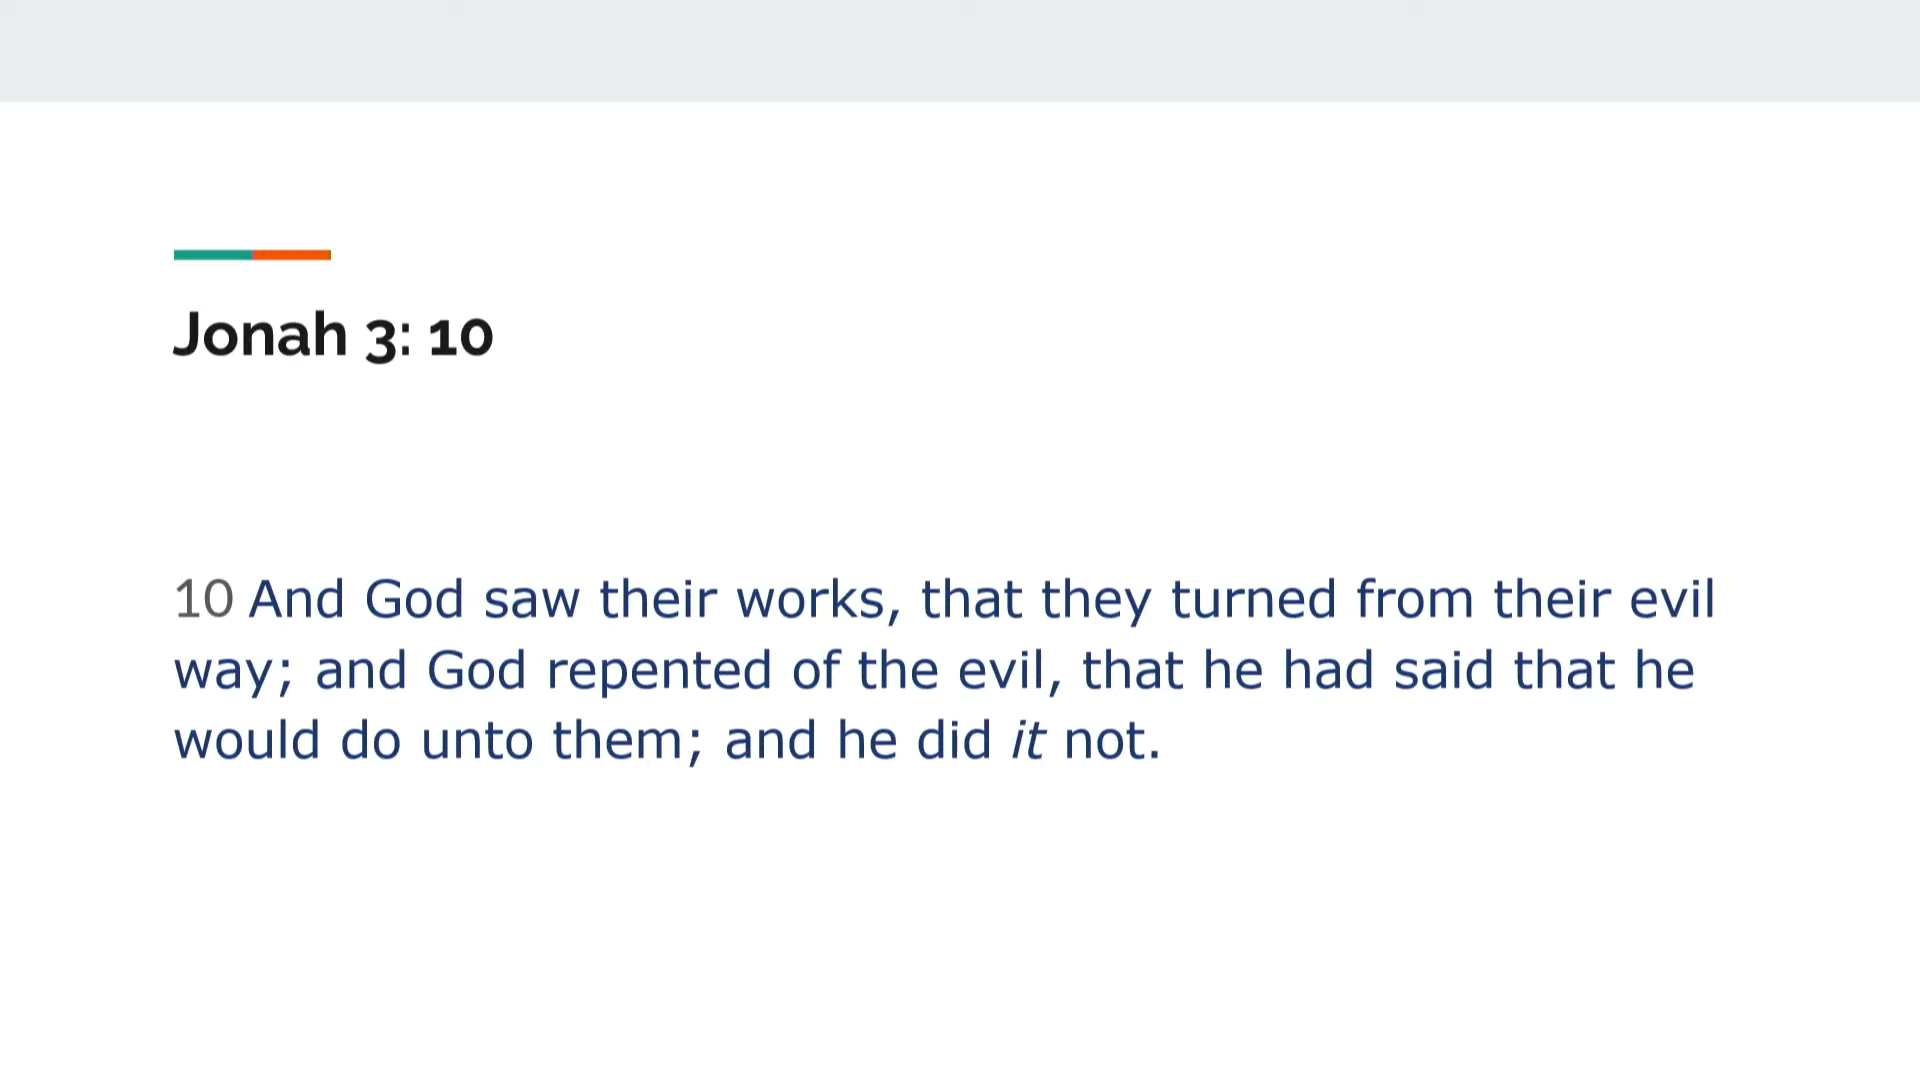 Jonah 3: 10
10 And God saw their works, that they turned from their evil
way; and God repented of the evil, that he had said that he
would do unto them; and he did it not.